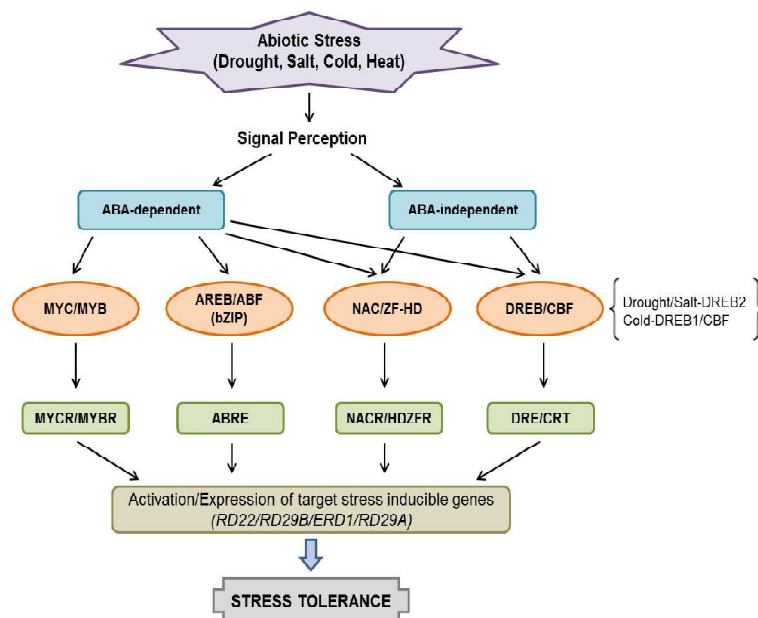 Abiotic Stress
(Drought, Salt, Cold, Heat)
Signal Perception
ABA-dependent
ABA-independent
MYC/MYB
AREB/ABF
(bZIP)
NAC/ZF-HD
DREB/CBF
Drought/Salt-DREB2
Cold-DREB1/CBF
MYCR/MYBR
ABRE
NACR/HDZFR
DRE/CRT
Activation/Expression of target stress inducible genes
(RD22/RD29B/ERD1/RD29A)
STRESS TOLERANCE